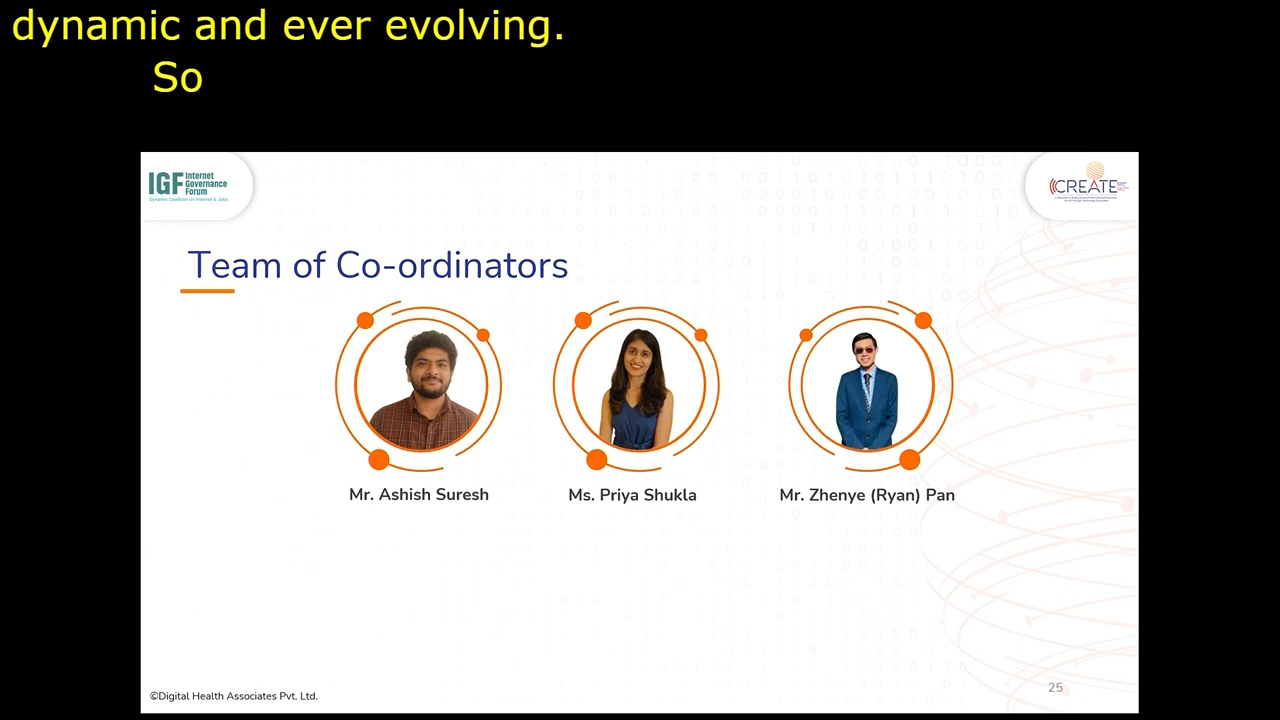 dynamic and ever evolving.
So
IGF Internet
Governance
Forum
Dynamic Coalition on Internet & Jobs
CREATE
Team of Co-ordinators
Mr. Ashish Suresh
Ms. Priya Shukla
Mr. Zhenye (Ryan) Pan
©Digital Health Associates Pvt. Ltd.
25